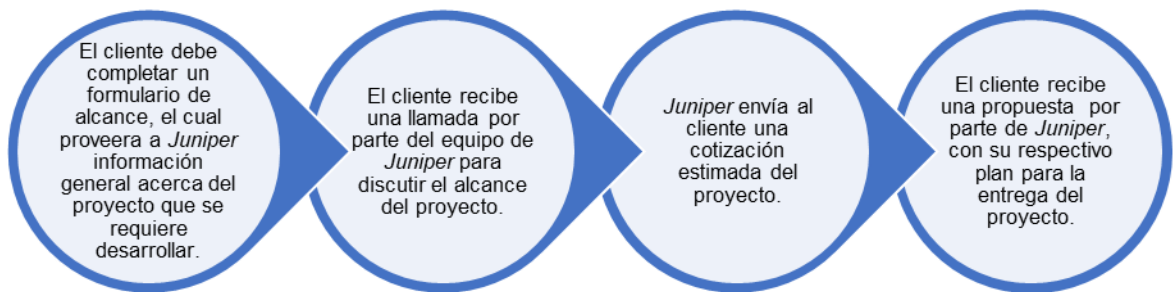 El cliente debe
completar un
formulario de
alcance, el cual
proveera a Juniper
información
general acerca del
proyecto que se
requiere
desarrollar.
El cliente recibe
una llamada por
parte del equipo de
Juniper para
discutir el alcance
del proyecto.
Juniper envía al
cliente una
cotización
estimada del
proyecto.
El cliente recibe
una propuesta por
parte de Juniper,
con su respectivo
plan para la
entrega del
proyecto.